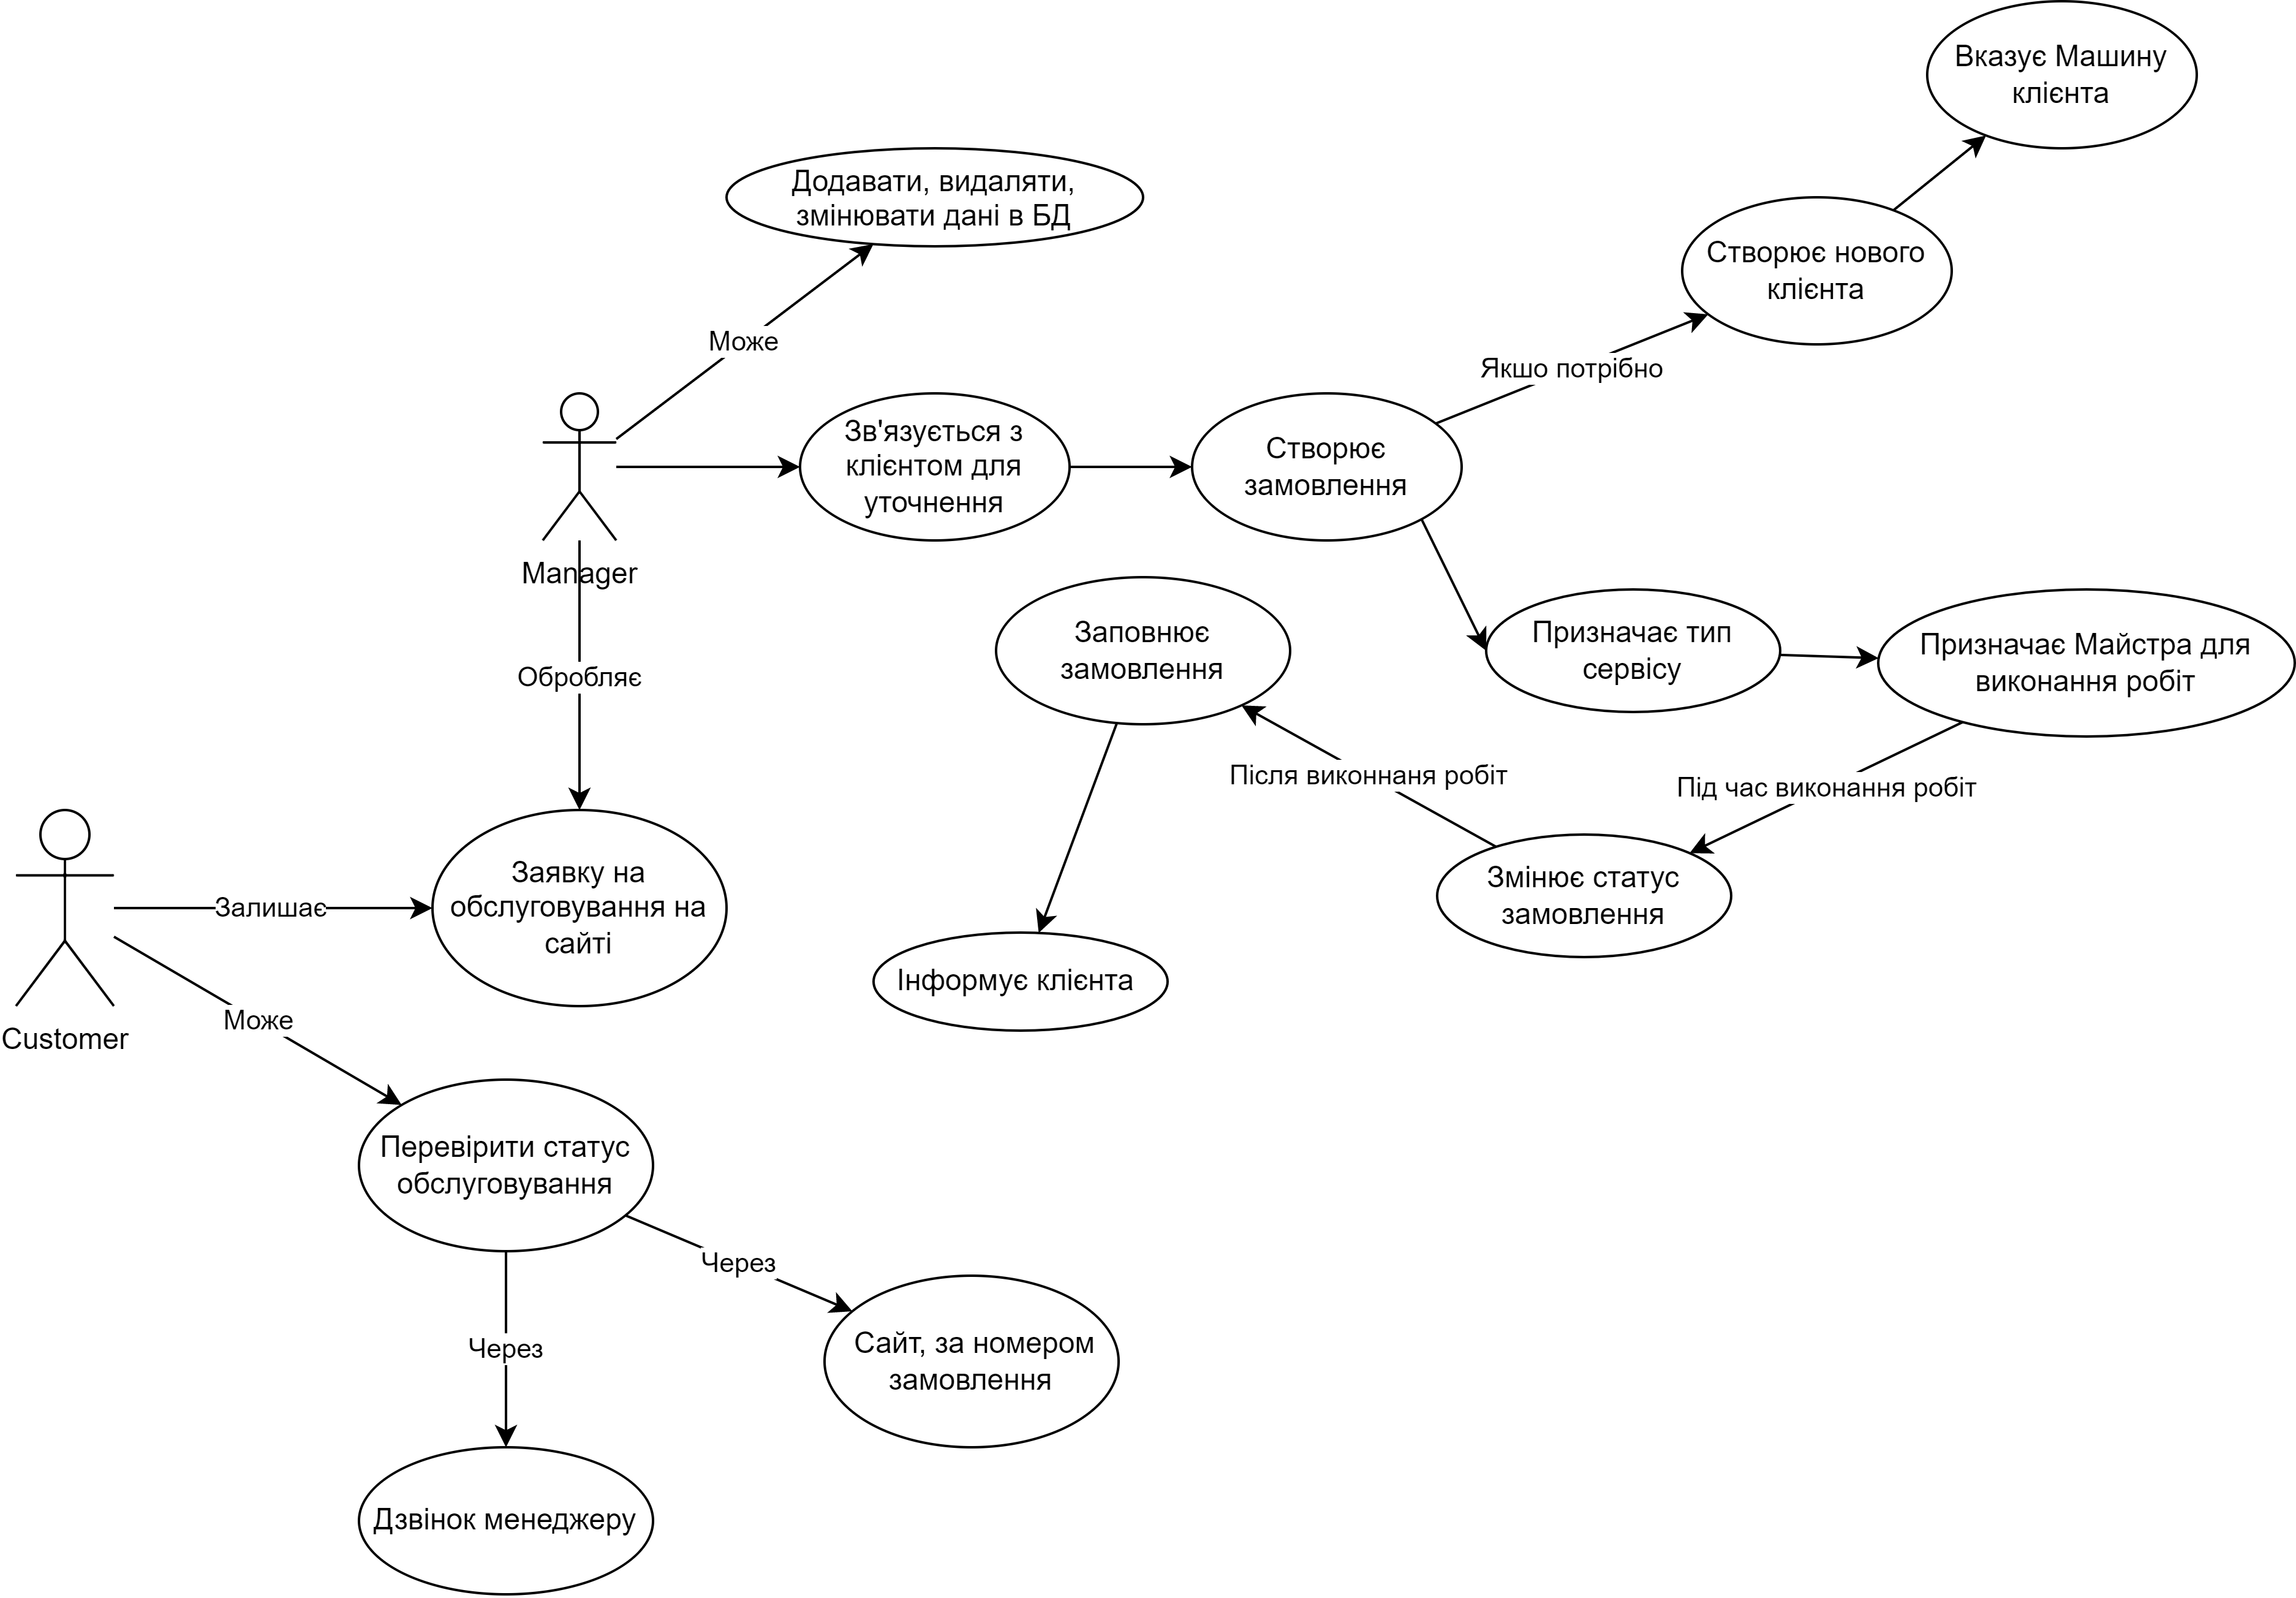 Вказує Машину
клієнта
Додавати, видаляти,
змінювати дані в БД
Створює нового
клієнта
Може
Якшо потрібно
Зв'язується з
клієнтом для
уточнення
Створює
замовлення
Manager
Заповнює
замовлення
Призначає тип
сервісу
Призначає Майстра для
виконання робіт
Обробляє
Після виконнаня робіт
Під час виконання робіт
Заявку на
обслуговування на
сайті
Залишає
Змінює статус
замовлення
Інформує клієнта
Може
Customer
Перевірити статус
обслуговування
Через
Через
Сайт, за номером
замовлення
Дзвінок менеджеру